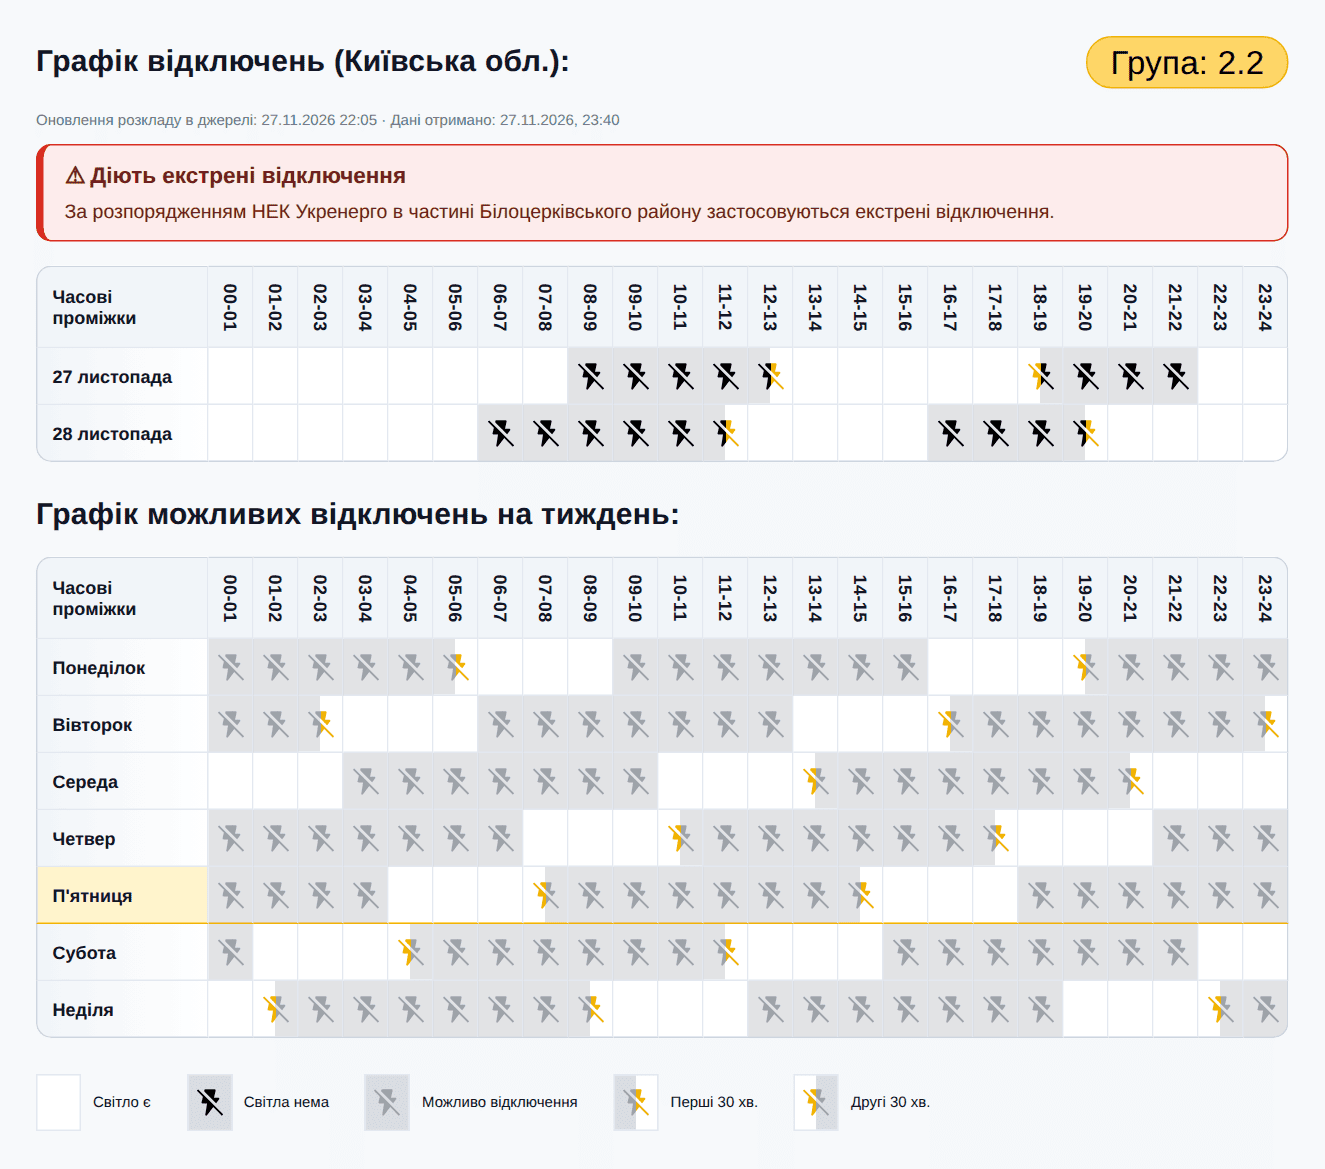 Графік відключень (Київська обл.):
Група: 2.2
Оновлення розкладу в джерелі: 27.11.2026 22:05 · Дані отримано: 27.11.2026, 23:40
⚠ Діють екстрені відключення
За розпорядженням НЕК Укренерго в частині Білоцерківського району застосовуються екстрені відключення.
Часові проміжки 00-01 01-02 02-03 03-04 04-05 05-06 06-07 07-08 08-09 09-10 10-11 11-12 12-13 13-14 14-15 15-16 16-17 17-18 18-19 19-20 20-21 21-22 22-23 23-24
27 листопада
28 листопада
Графік можливих відключень на тиждень:
Часові проміжки 00-01 01-02 02-03 03-04 04-05 05-06 06-07 07-08 08-09 09-10 10-11 11-12 12-13 13-14 14-15 15-16 16-17 17-18 18-19 19-20 20-21 21-22 22-23 23-24
Понеділок
Вівторок
Середа
Четвер
П'ятниця
Субота
Неділя
Світло є Світла нема Можливо відключення Перші 30 хв. Другі 30 хв.